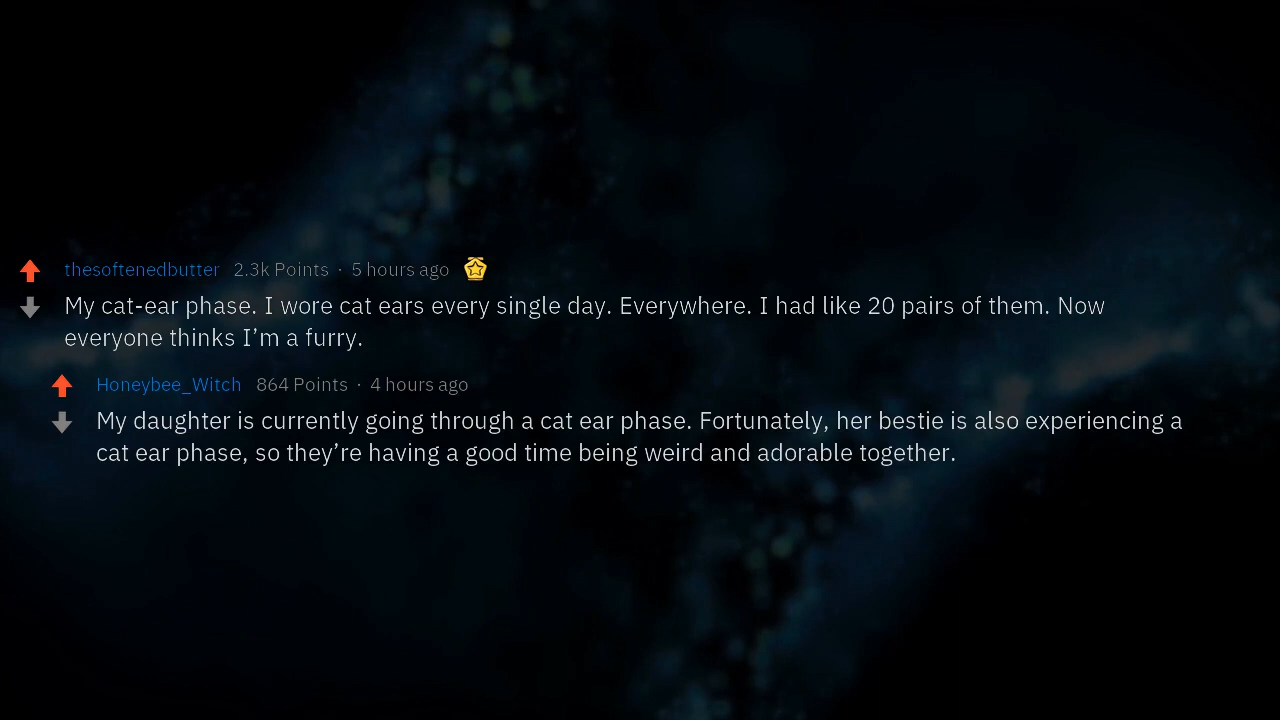 thesoftenedbutter 2.3k Points · 5 hours ago
My cat-ear phase. I wore cat ears every single day. Everywhere. I had like 20 pairs of them. Now
everyone thinks I’m a furry.
Honeybee_Witch 864 Points · 4 hours ago
My daughter is currently going through a cat ear phase. Fortunately, her bestie is also experiencing a
cat ear phase, so they’re having a good time being weird and adorable together.